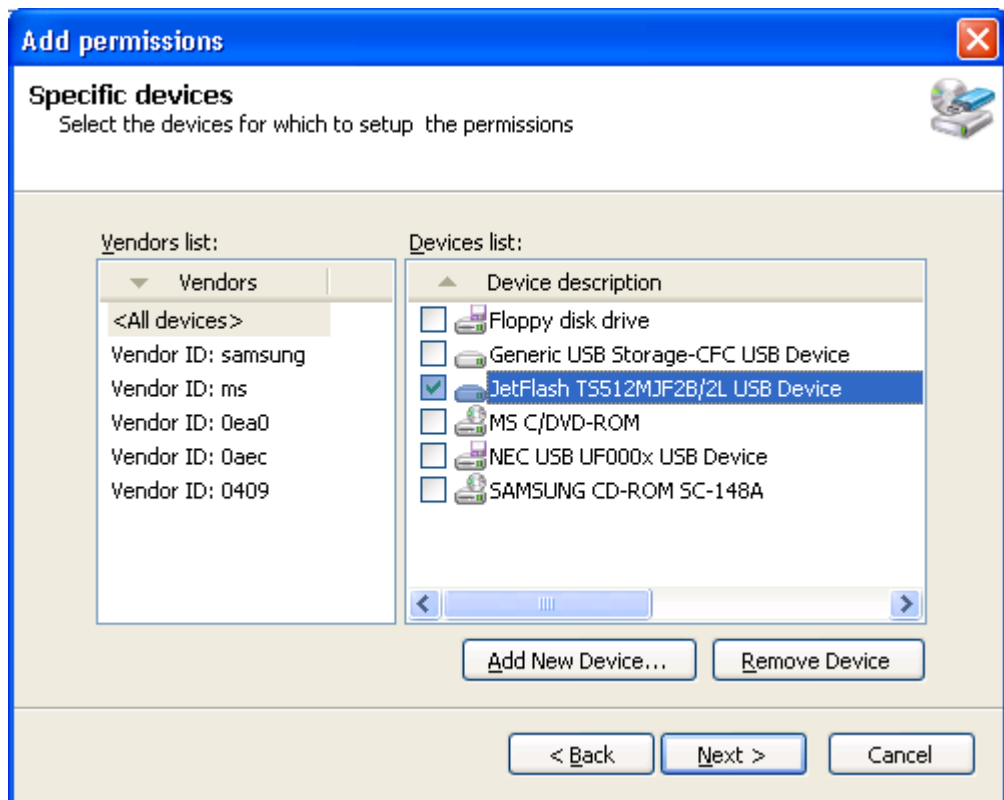 Add permissions
Specific devices
Select the devices for which to setup the permissions
Vendors list:
Vendors
<All devices>
Vendor ID: samsung
Vendor ID: ms
Vendor ID: 0ea0
Vendor ID: 0aec
Vendor ID: 0409
Devices list:
Device description
Floppy disk drive
Generic USB Storage-CFC USB Device
JetFlash TS512MJF2B/2L USB Device
MS C/DVD-ROM
NEC USB UF000x USB Device
SAMSUNG CD-ROM SC-148A
Add New Device...
Remove Device
< Back
Next >
Cancel